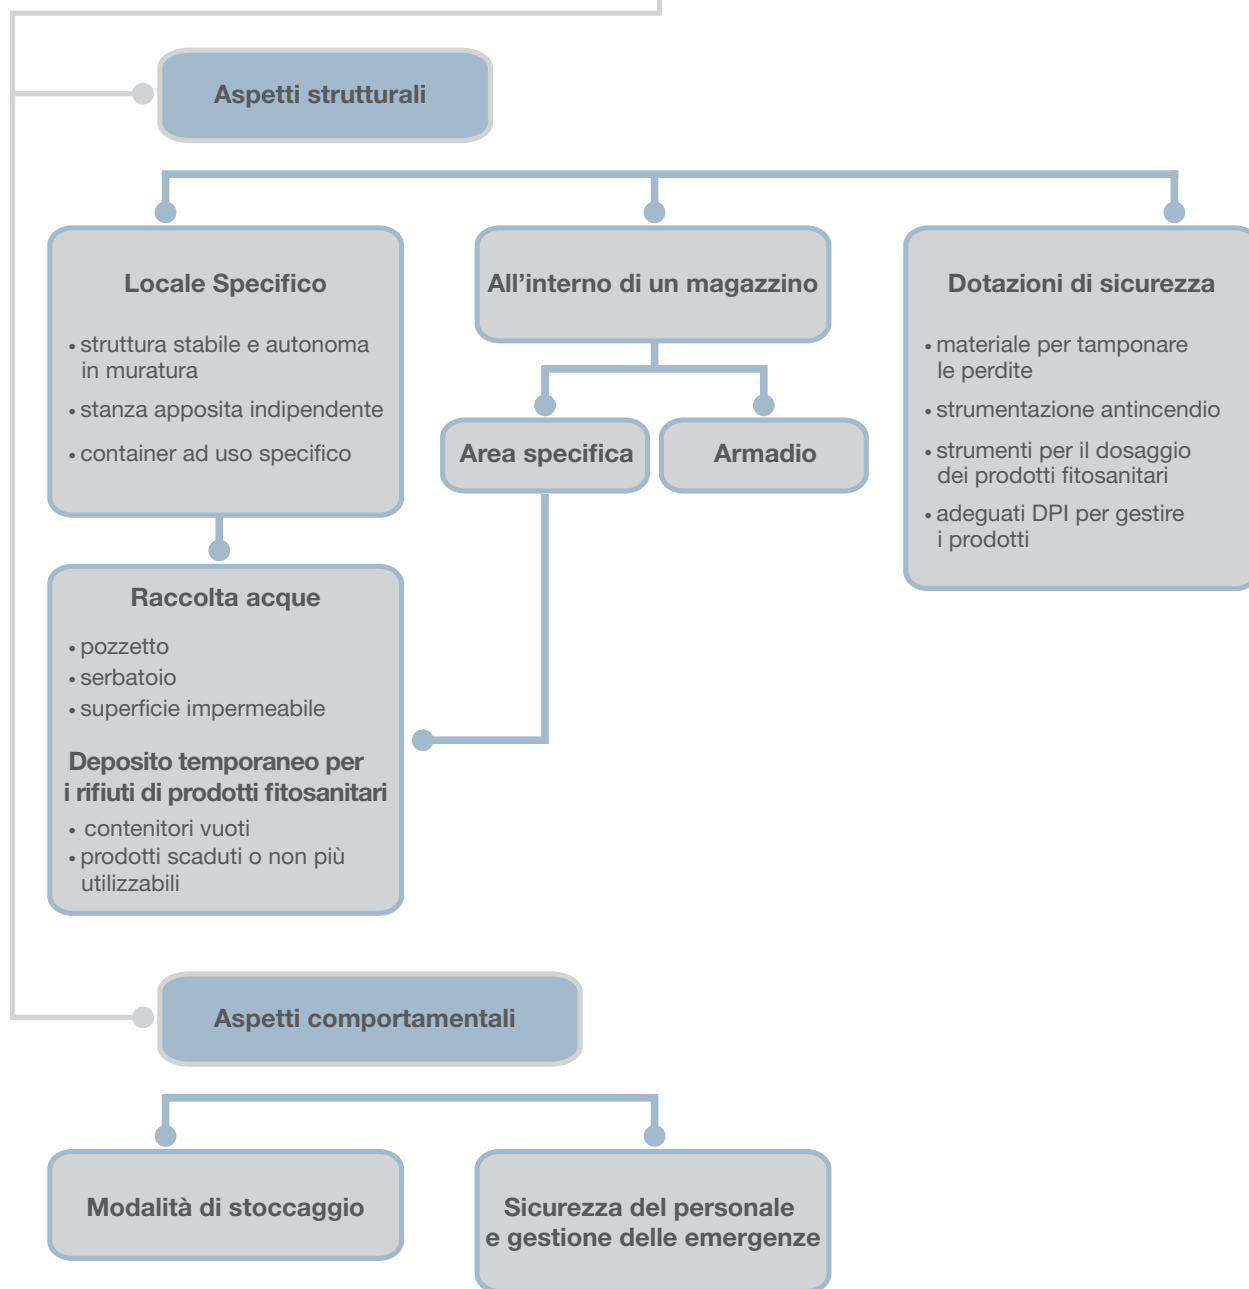 Aspetti strutturali
Locale Specifico
• struttura stabile e autonoma
in muratura
• stanza apposita indipendente
• container ad uso specifico
All’interno di un magazzino
Area specifica
Armadio
Dotazioni di sicurezza
• materiale per tamponare
le perdite
• strumentazione antincendio
• strumenti per il dosaggio
dei prodotti fitosanitari
• adeguati DPI per gestire
i prodotti
Raccolta acque
• pozzetto
• serbatoio
• superficie impermeabile
Deposito temporaneo per
i rifiuti di prodotti fitosanitari
• contenitori vuoti
• prodotti scaduti o non più
utilizzabili
Aspetti comportamentali
Modalità di stoccaggio
Sicurezza del personale
e gestione delle emergenze